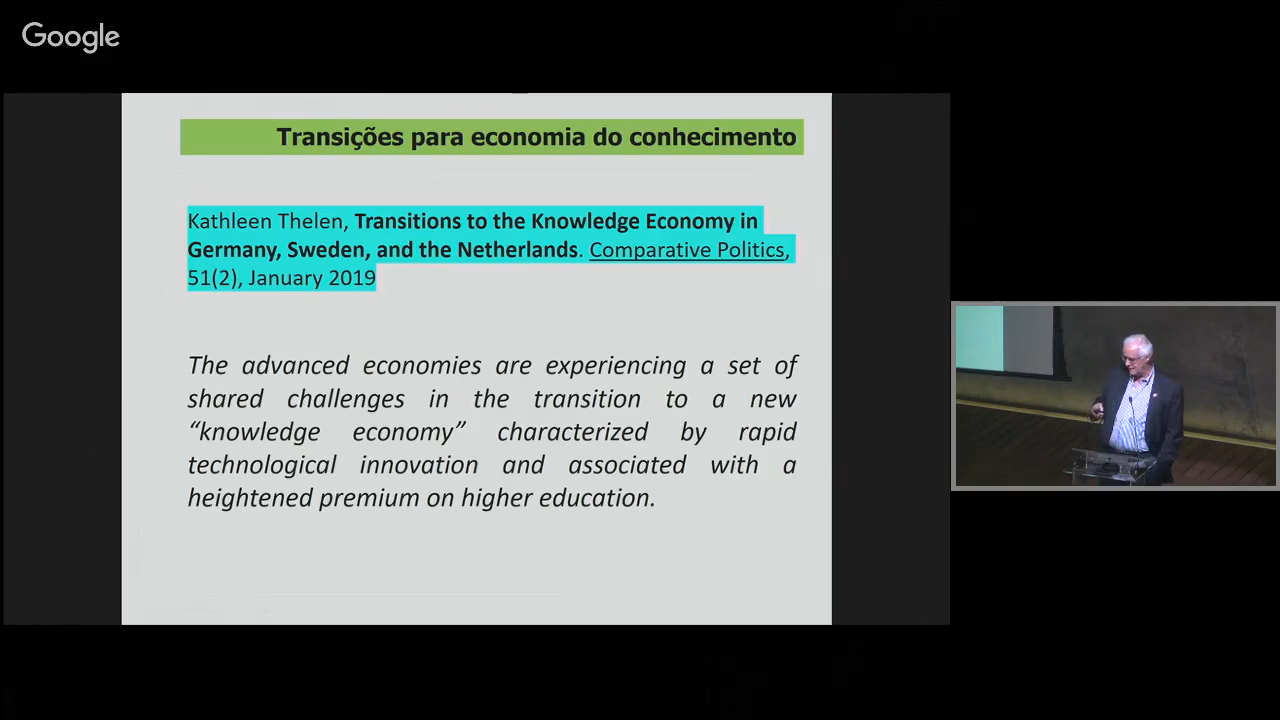 Google
Transições para economia do conhecimento
Kathleen Thelen, Transitions to the Knowledge Economy in
Germany, Sweden, and the Netherlands. Comparative Politics,
51(2), January 2019
The advanced economies are experiencing a set of
shared challenges in the transition to a new
“knowledge economy” characterized by rapid
technological innovation and associated with a
heightened premium on higher education.